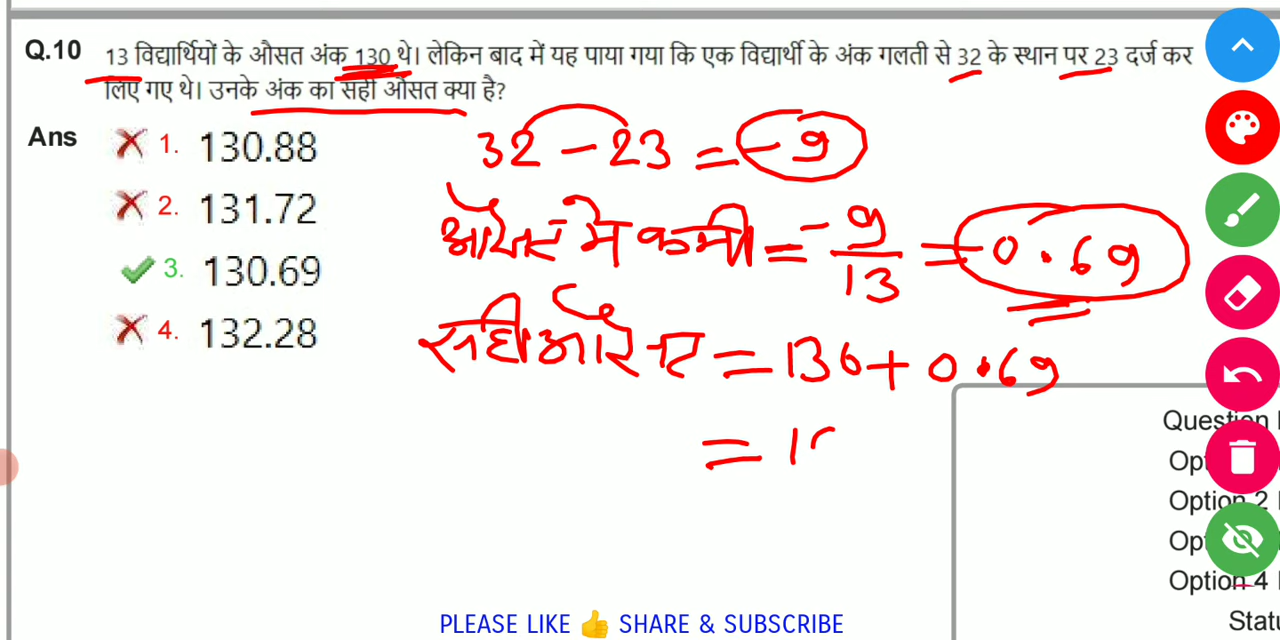 Q.10 13 विद्यार्थियों के औसत अंक 130 थे। लेकिन बाद में यह पाया गया कि एक विद्यार्थी के अंक गलती से 32 के स्थान पर 23 दर्ज कर
लिए गए थे। उनके अंक का सही औसत क्या है?
Ans 1. 130.88
2. 131.72
3. 130.69
4. 132.28
32 - 23 = -9
में कमी = -9/13 = 0.69
सही = 130 + 0.69
=
Question
Option 2
Option 4
PLEASE LIKE 👍 SHARE & SUBSCRIBE